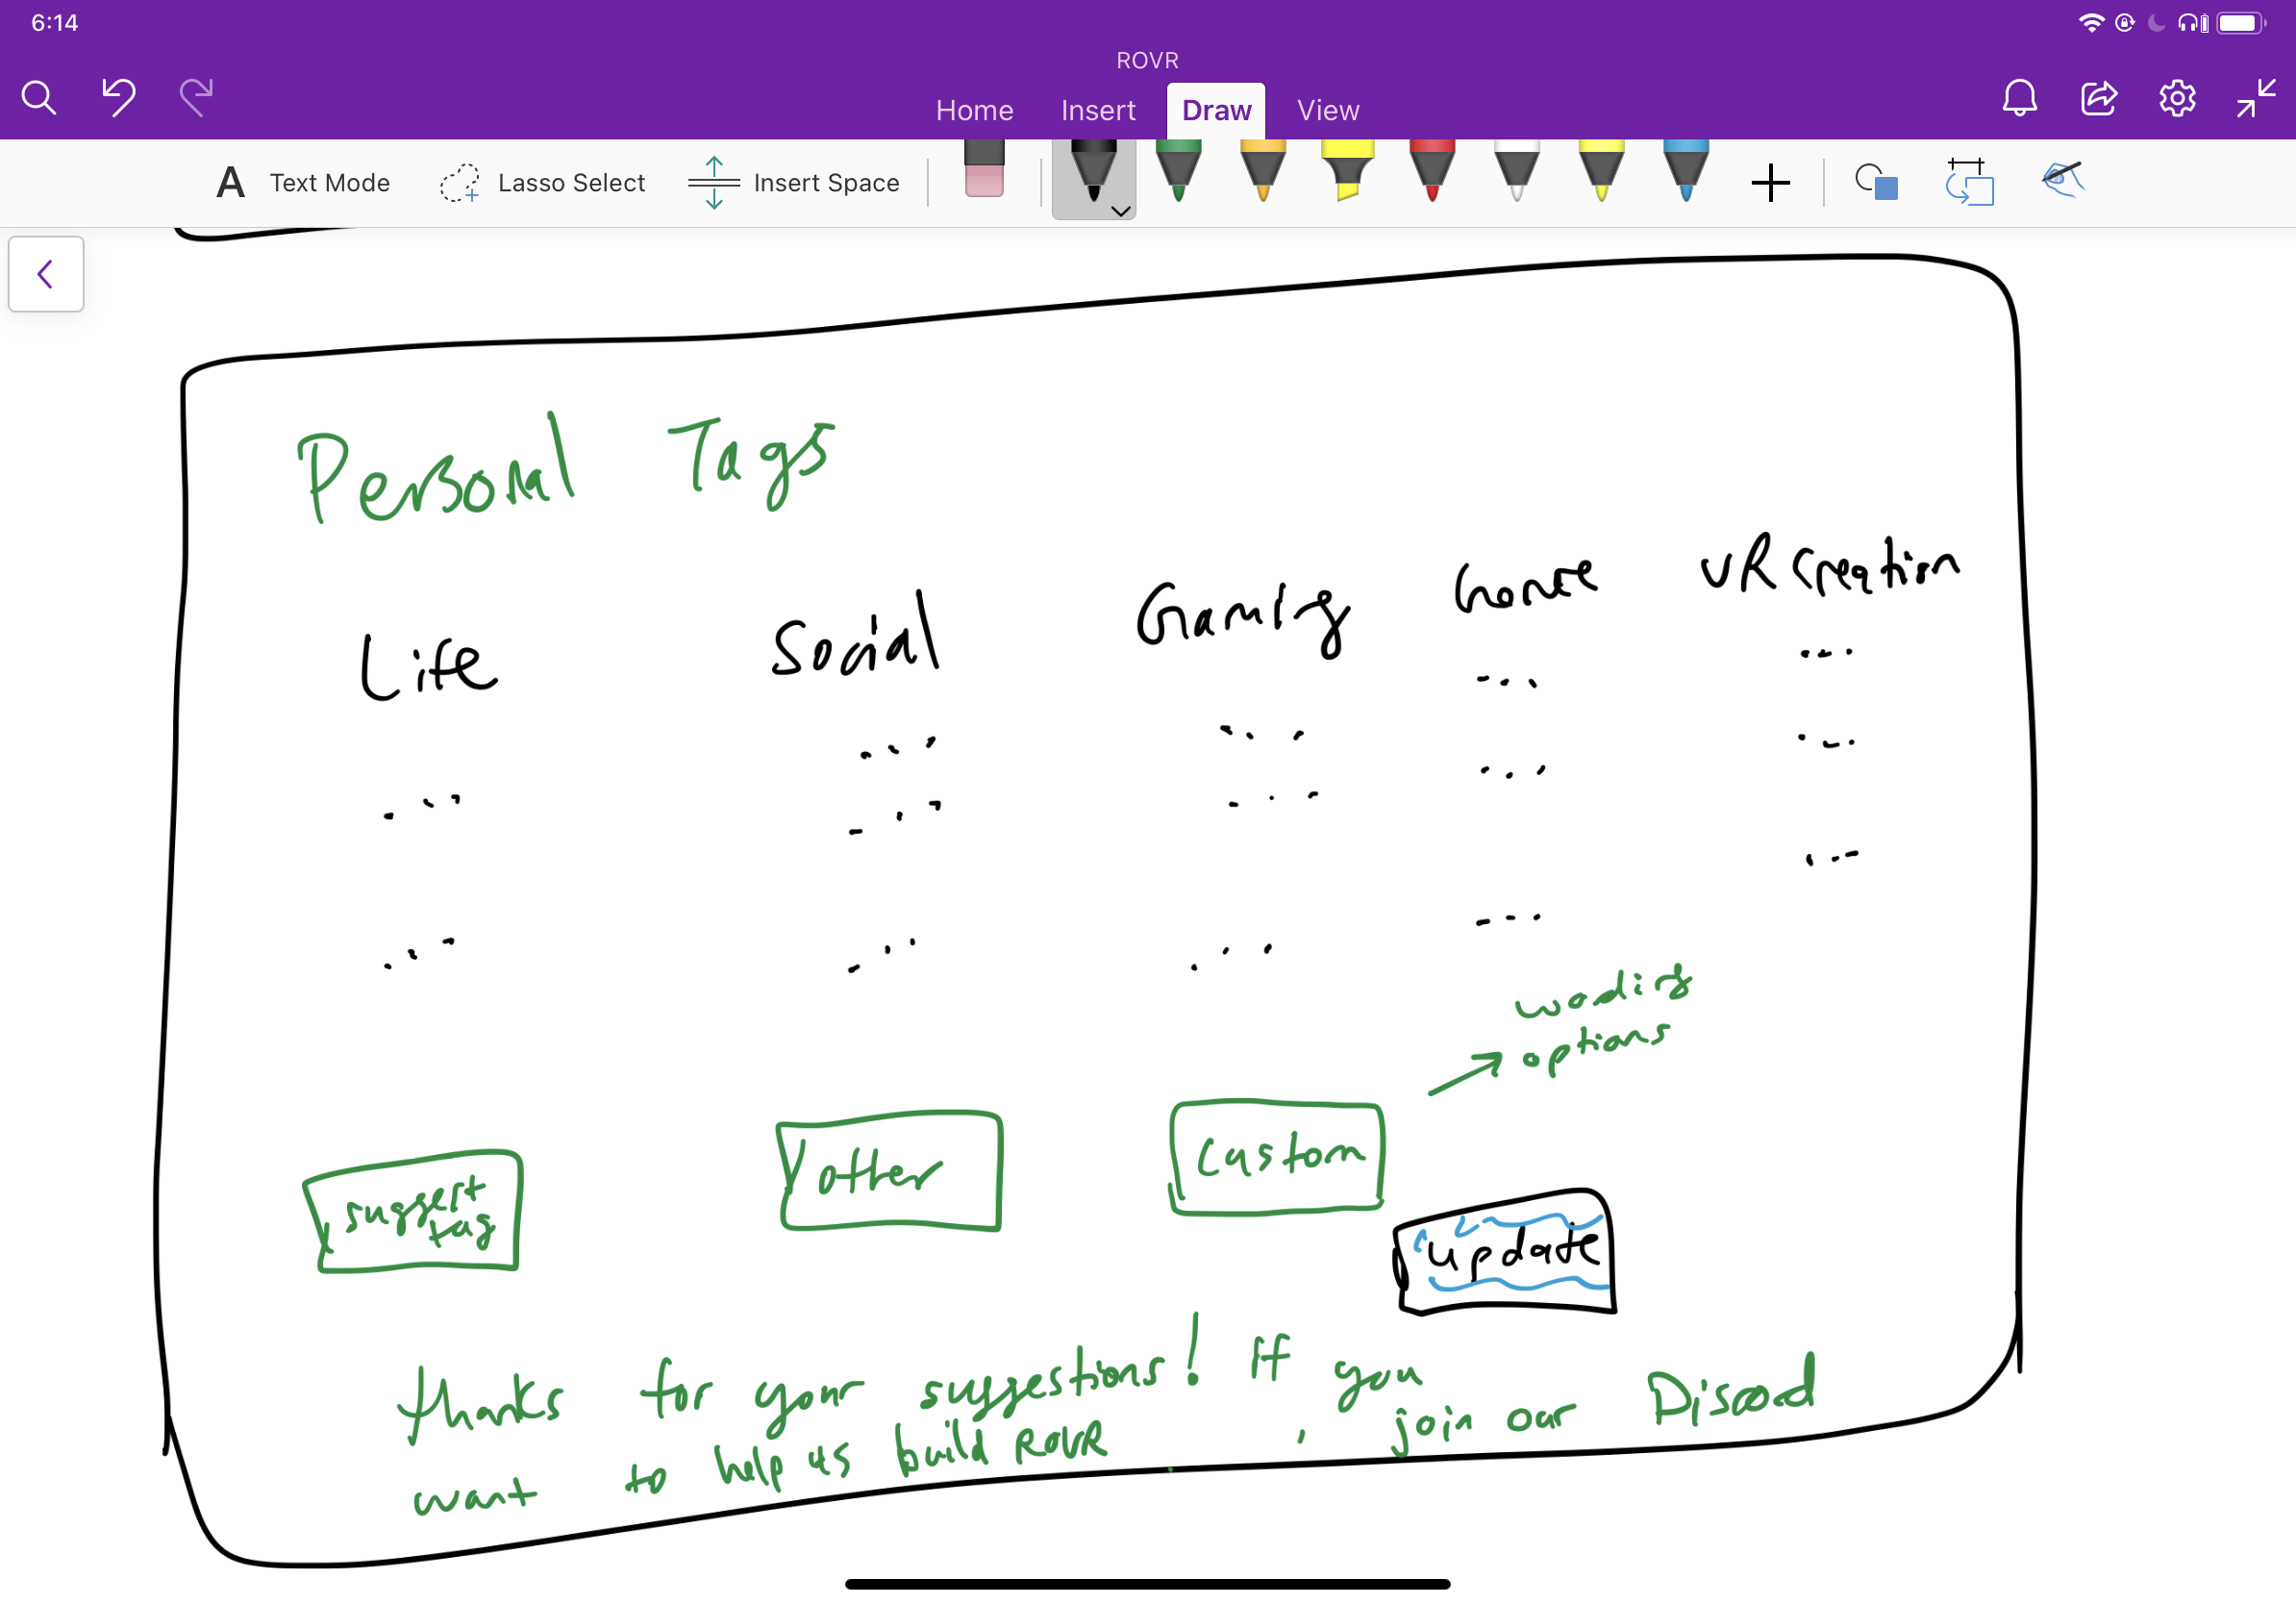 6:14
ROVR
Home Insert Draw View
A Text Mode Lasso Select Insert Space
Personal Tags
Life Social Gaming Genre VR Creation
... ... ... ... ...
... ... ... ... ...
... ... ... ... ...
wording
options
suggest
tag
other
Custom
update
thanks for your suggestions! If you
want to help us build ROVR, join our Discord